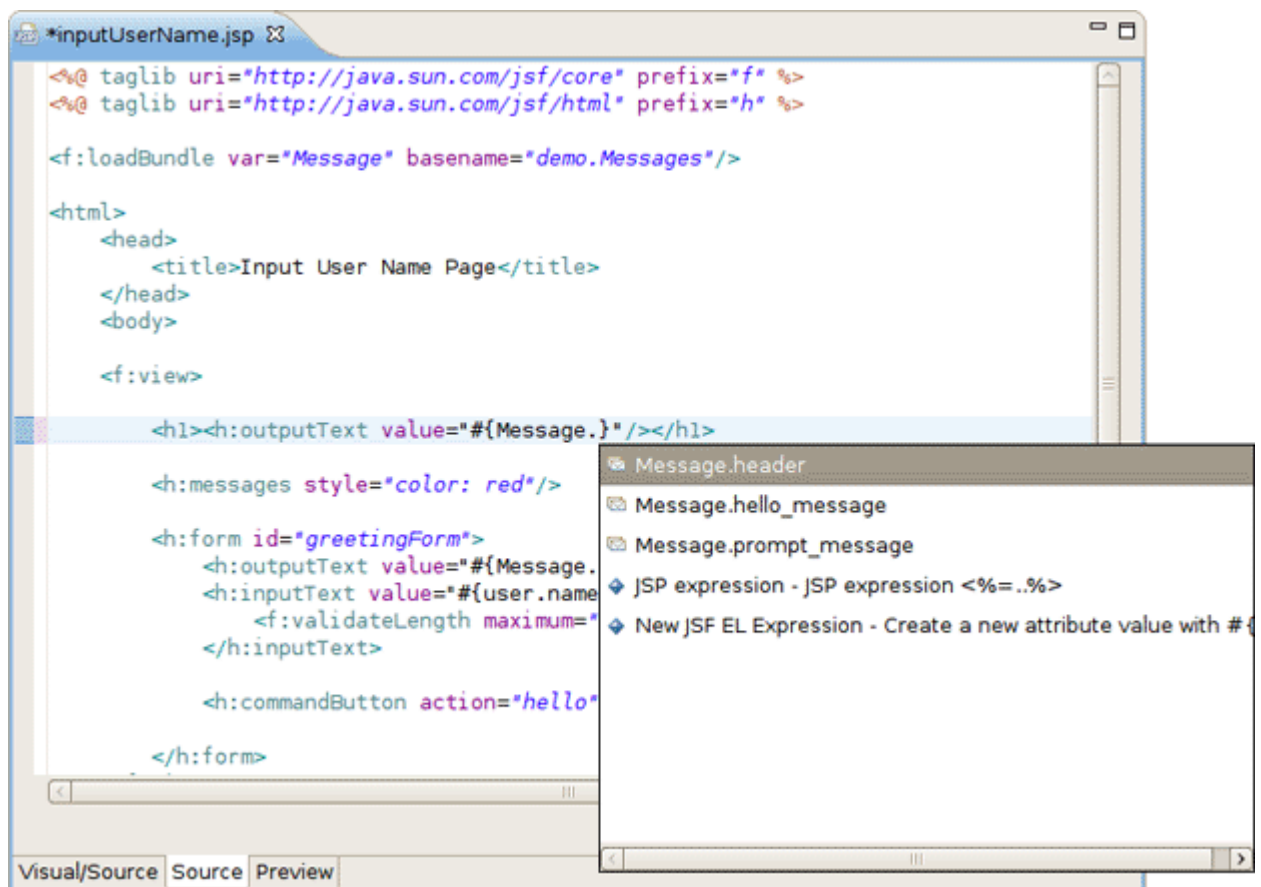 *inputUserName.jsp
<%@ taglib uri="http://java.sun.com/jsf/core" prefix="f" %>
<%@ taglib uri="http://java.sun.com/jsf/html" prefix="h" %>
<f:loadBundle var="Message" basename="demo.Messages"/>
<html>
<head>
<title>Input User Name Page</title>
</head>
<body>
<f:view>
<h1><h:outputText value="#{Message.}"/></h1>
<h:messages style="color: red"/>
<h:form id="greetingForm">
<h:outputText value="#{Message.
<h:inputText value="#{user.name
<f:validateLength maximum="
</h:inputText>
<h:commandButton action="hello"
</h:form>
Message.header
Message.hello_message
Message.prompt_message
JSP expression - JSP expression <%=..%>
New JSF EL Expression - Create a new attribute value with #{
Visual/Source Source Preview